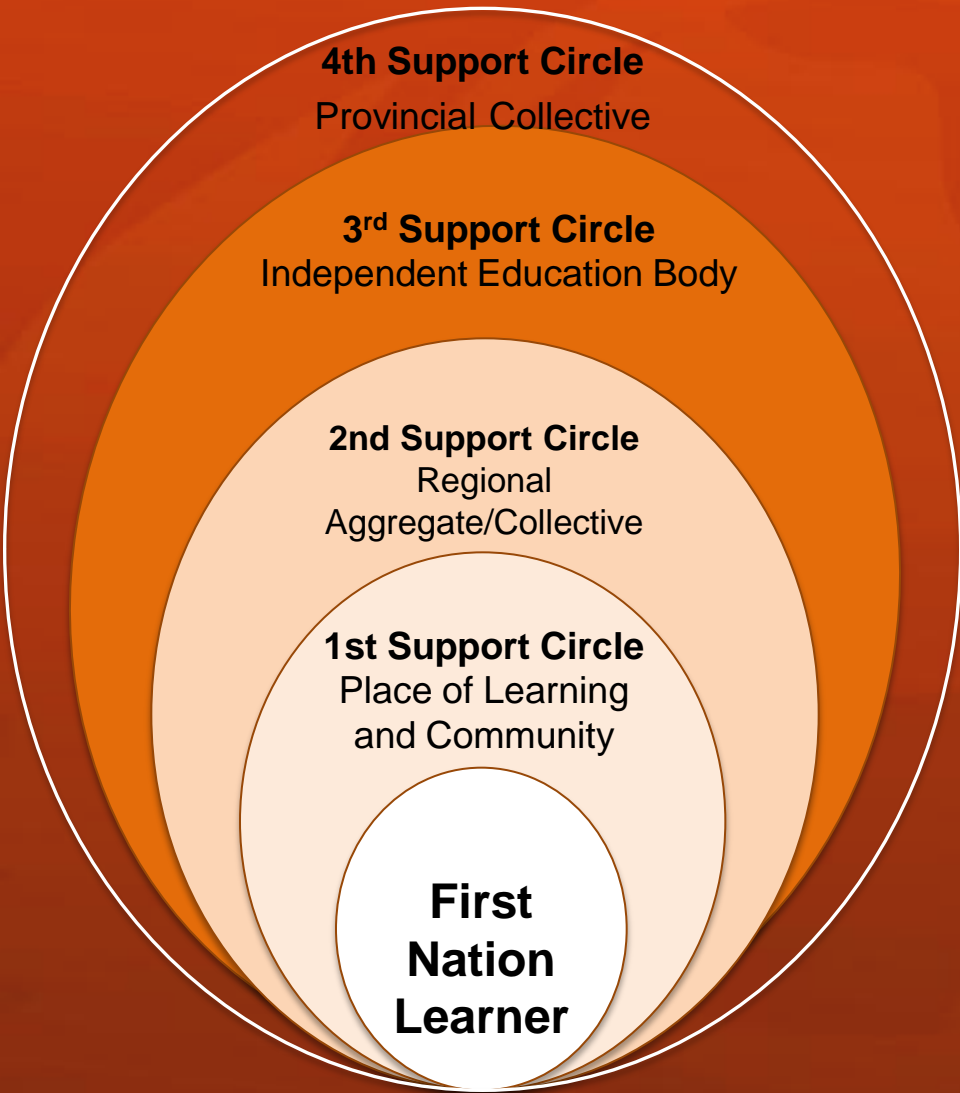 4th Support Circle
Provincial Collective
3rd Support Circle
Independent Education Body
2nd Support Circle
Regional
Aggregate/Collective
1st Support Circle
Place of Learning
and Community
First
Nation
Learner